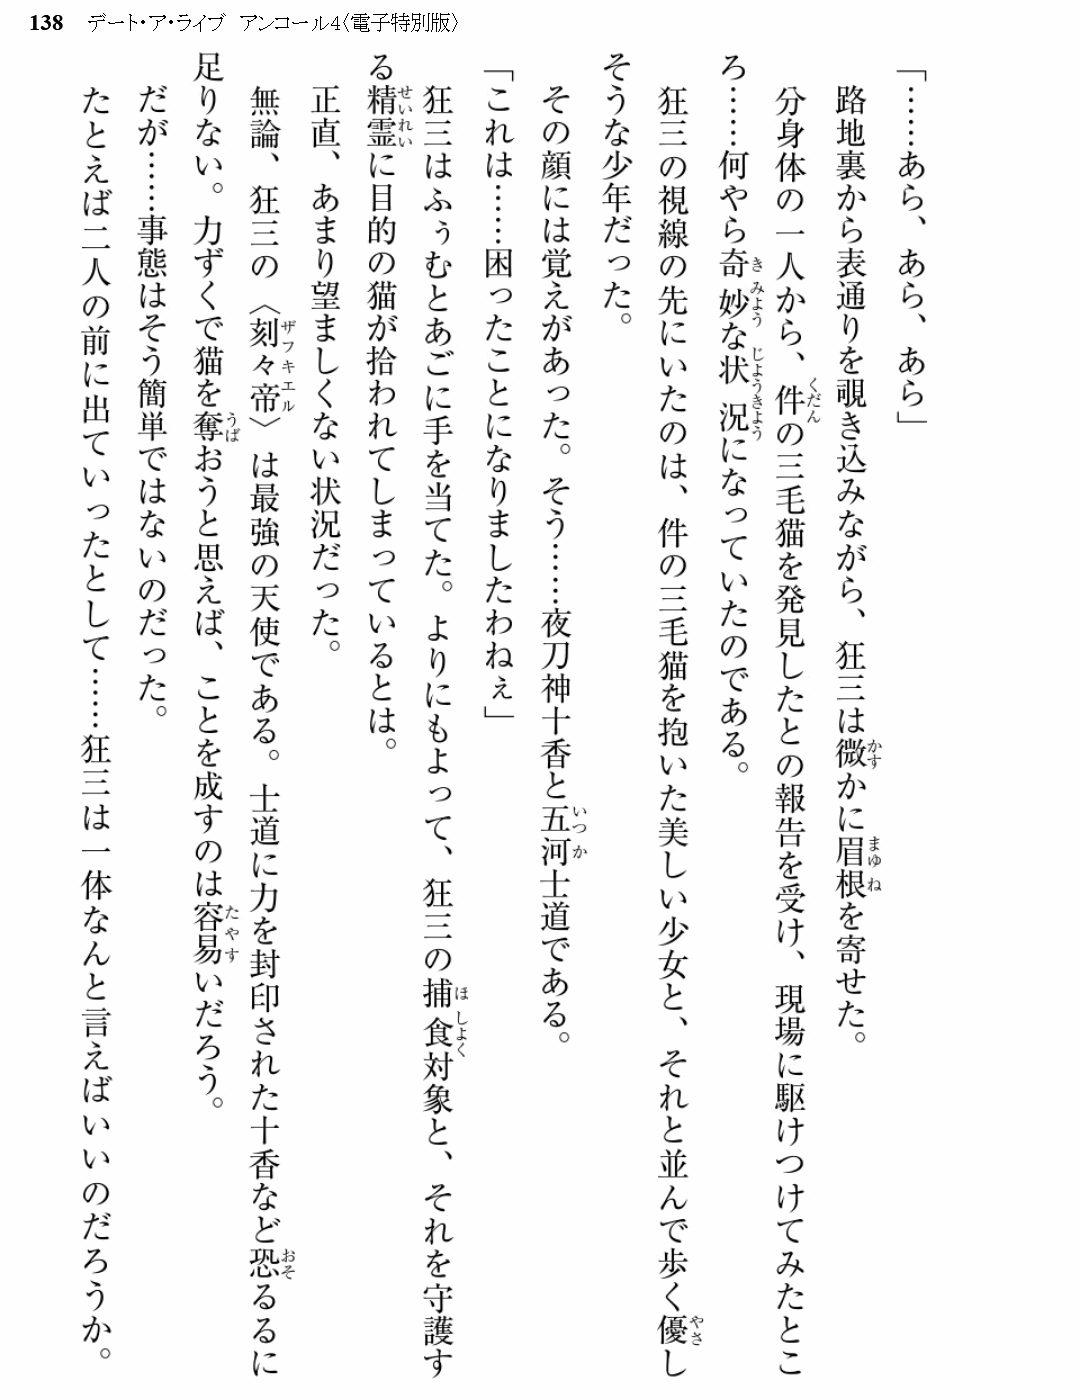 138 デート・ア・ライブ アンコール4〈電子特別版〉
「……あら、あら、あら」
路地裏から表通りを覗き込みながら、狂三は微かに眉根を寄せた。
分身体の一人から、件の三毛猫を発見したとの報告を受け、現場に駆けつけてみたとこ
ろ……何やら奇妙な状況になっていたのである。
狂三の視線の先にいたのは、件の三毛猫を抱いた美しい少女と、それと並んで歩く優し
そうな少年だった。
その顔には覚えがあった。そう……夜刀神十香と五河士道である。
「これは……困ったことになりましたわねぇ」
狂三はふぅむとあごに手を当てた。よりにもよって、狂三の捕食対象と、それを守護す
る精霊に目的の猫が拾われてしまっているとは。
正直、あまり望ましくない状況だった。
無論、狂三の〈刻々帝〉は最強の天使である。士道に力を封印された十香など恐るるに
足りない。力ずくで猫を奪おうと思えば、ことを成すのは容易いだろう。
だが……事態はそう簡単ではないのだった。
たとえば二人の前に出ていったとして……狂三は一体なんと言えばいいのだろうか。